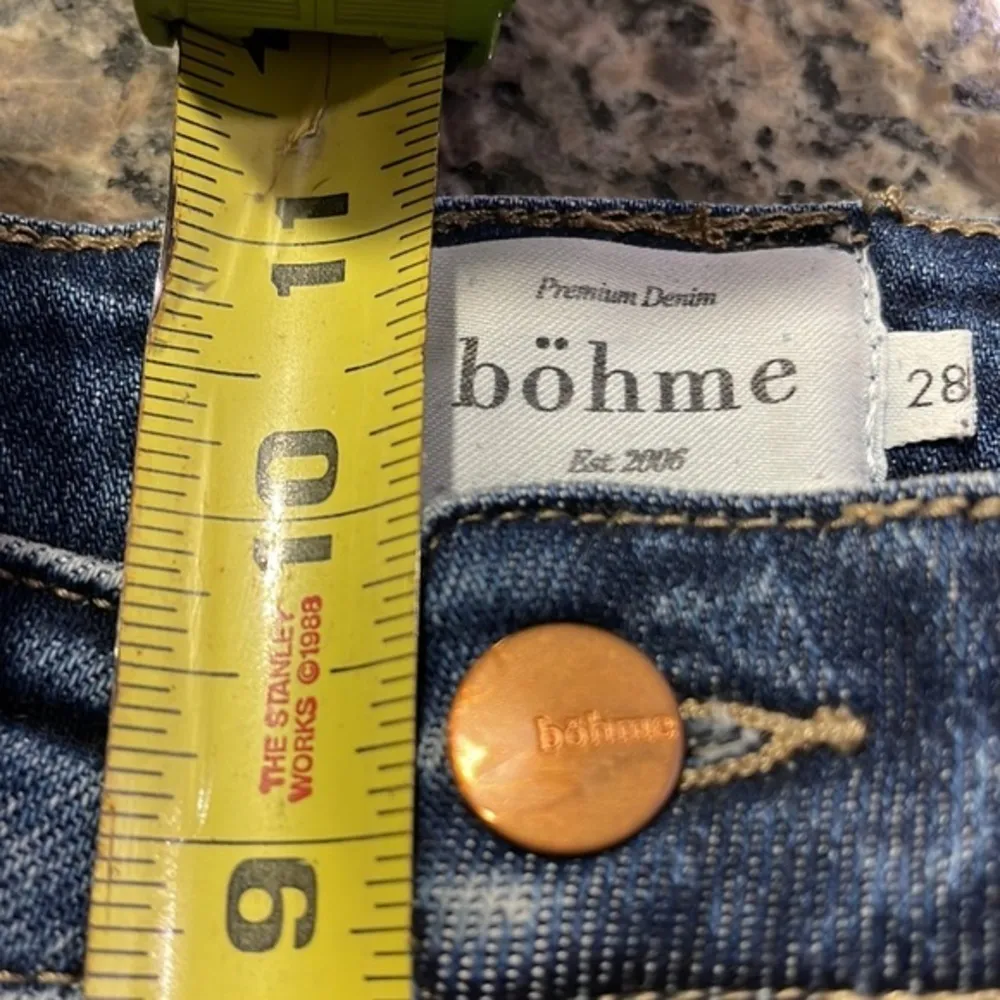 11
10
THE STANLEY
WORKS ©1988
9
Premium Denim
böhme
Est. 2006
28
böhme